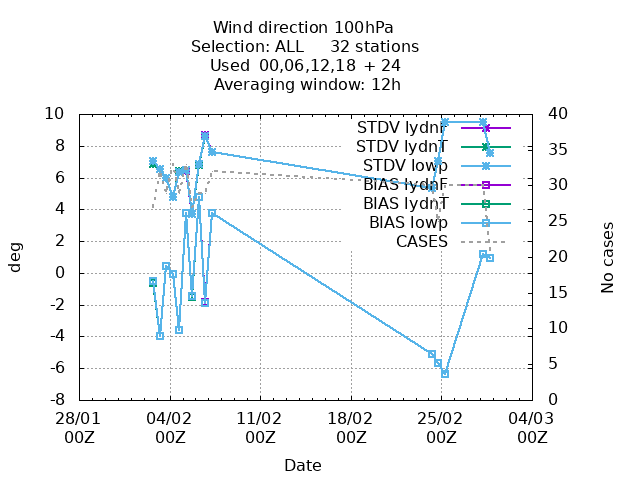 Wind direction 100hPa
Selection: ALL 32 stations
Used 00,06,12,18 + 24
Averaging window: 12h
10 40
8 35
6 30
4 25
2 20
0 15
-2 10
-4 5
-6 0
-8
STDV lydnF
STDV lydnT
STDV lowp
BIAS lydnF
BIAS lydnT
BIAS lowp
CASES
deg
No cases
28/01 04/02 11/02 18/02 25/02 04/03
00Z 00Z 00Z 00Z 00Z 00Z
Date